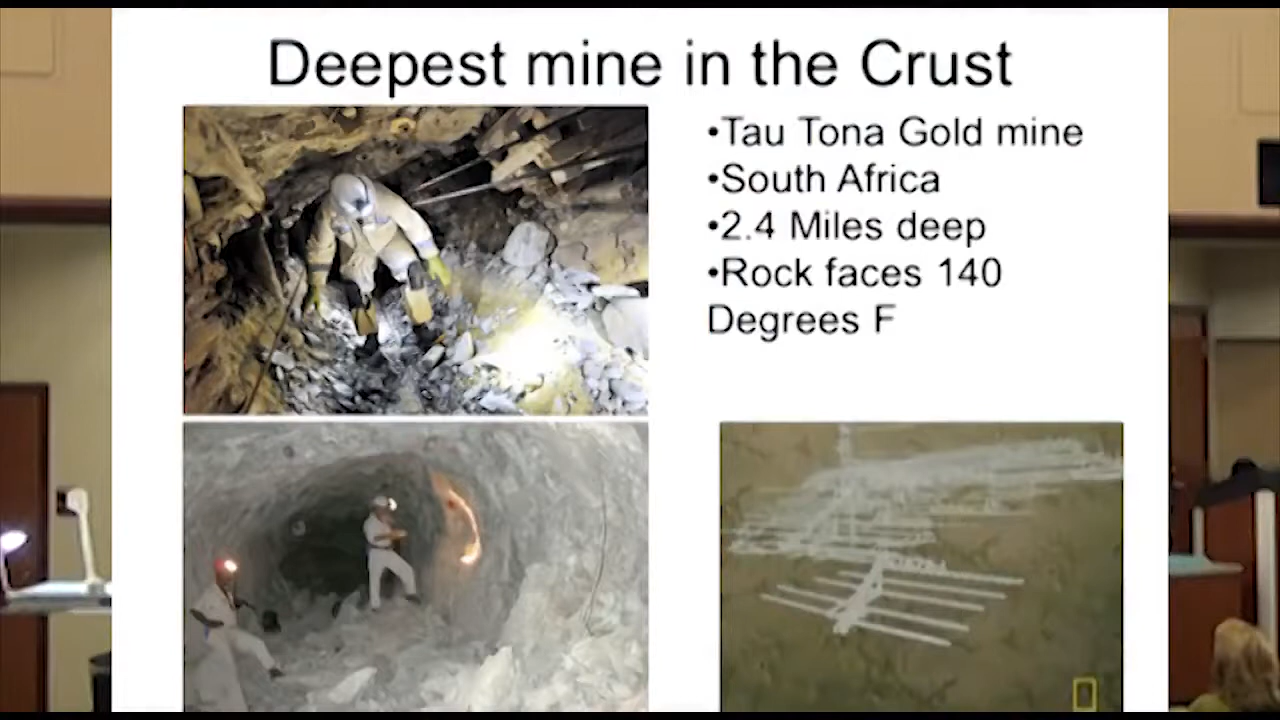 Deepest mine in the Crust
•Tau Tona Gold mine
•South Africa
•2.4 Miles deep
•Rock faces 140
Degrees F